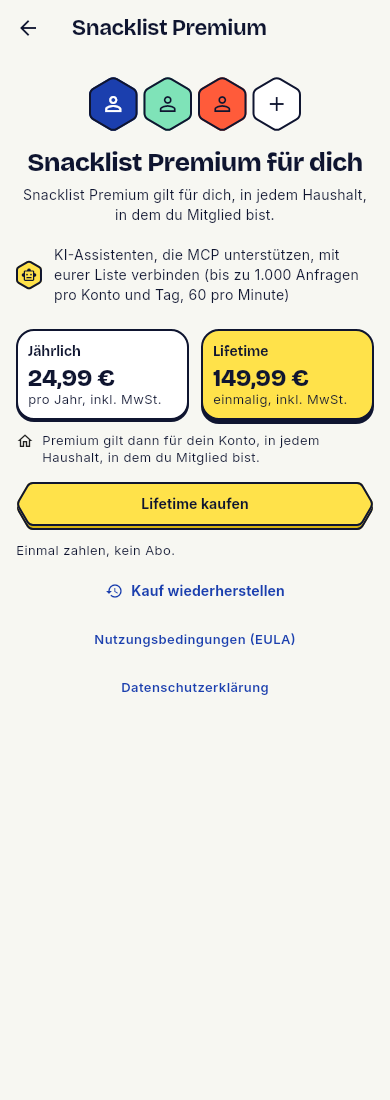 Snacklist Premium
Snacklist Premium für dich
Snacklist Premium gilt für dich, in jedem Haushalt,
in dem du Mitglied bist.
KI-Assistenten, die MCP unterstützen, mit
eurer Liste verbinden (bis zu 1.000 Anfragen
pro Konto und Tag, 60 pro Minute)
Jährlich
24,99 €
pro Jahr, inkl. MwSt.
Lifetime
149,99 €
einmalig, inkl. MwSt.
Premium gilt dann für dein Konto, in jedem
Haushalt, in dem du Mitglied bist.
Lifetime kaufen
Einmal zahlen, kein Abo.
Kauf wiederherstellen
Nutzungsbedingungen (EULA)
Datenschutzerklärung